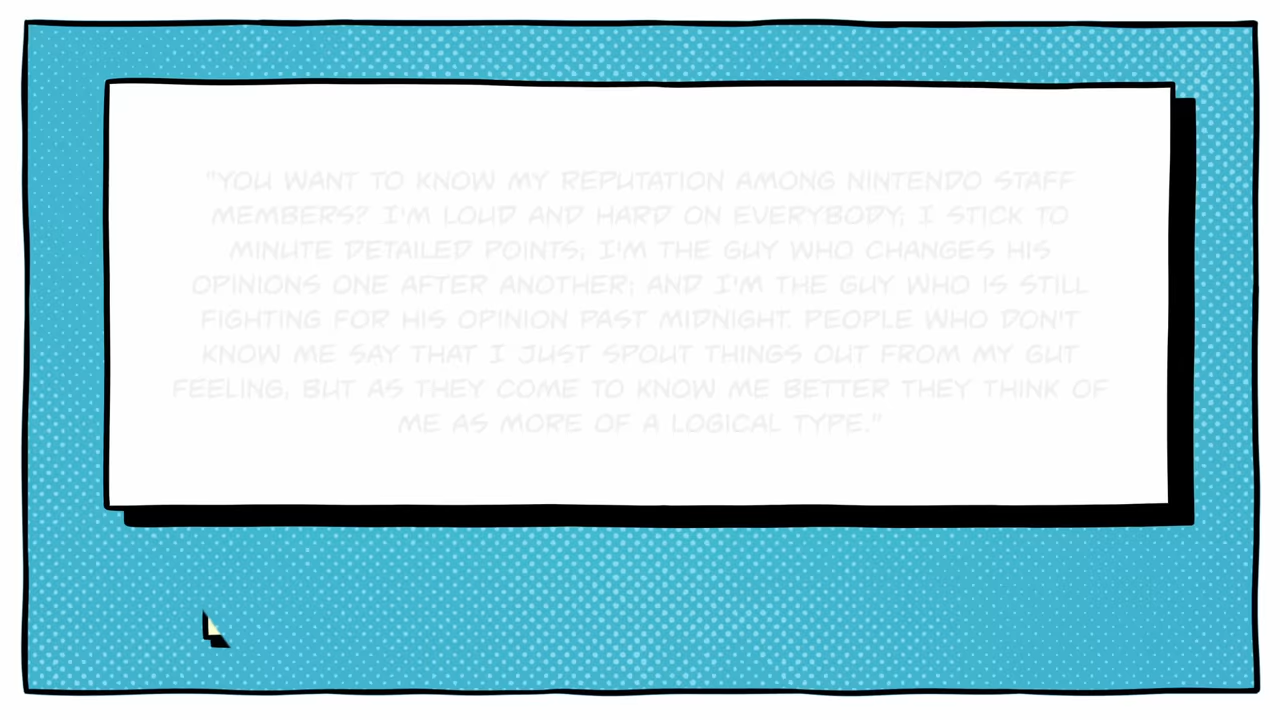 "YOU WANT TO KNOW MY REPUTATION AMONG NINTENDO STAFF
MEMBERS? I'M LOUD AND HARD ON EVERYBODY; I STICK TO
MINUTE DETAILED POINTS; I'M THE GUY WHO CHANGES HIS
OPINIONS ONE AFTER ANOTHER; AND I'M THE GUY WHO IS STILL
FIGHTING FOR HIS OPINION PAST MIDNIGHT. PEOPLE WHO DON'T
KNOW ME SAY THAT I JUST SPOUT THINGS OUT FROM MY GUT
FEELING, BUT AS THEY COME TO KNOW ME BETTER THEY THINK OF
ME AS MORE OF A LOGICAL TYPE."